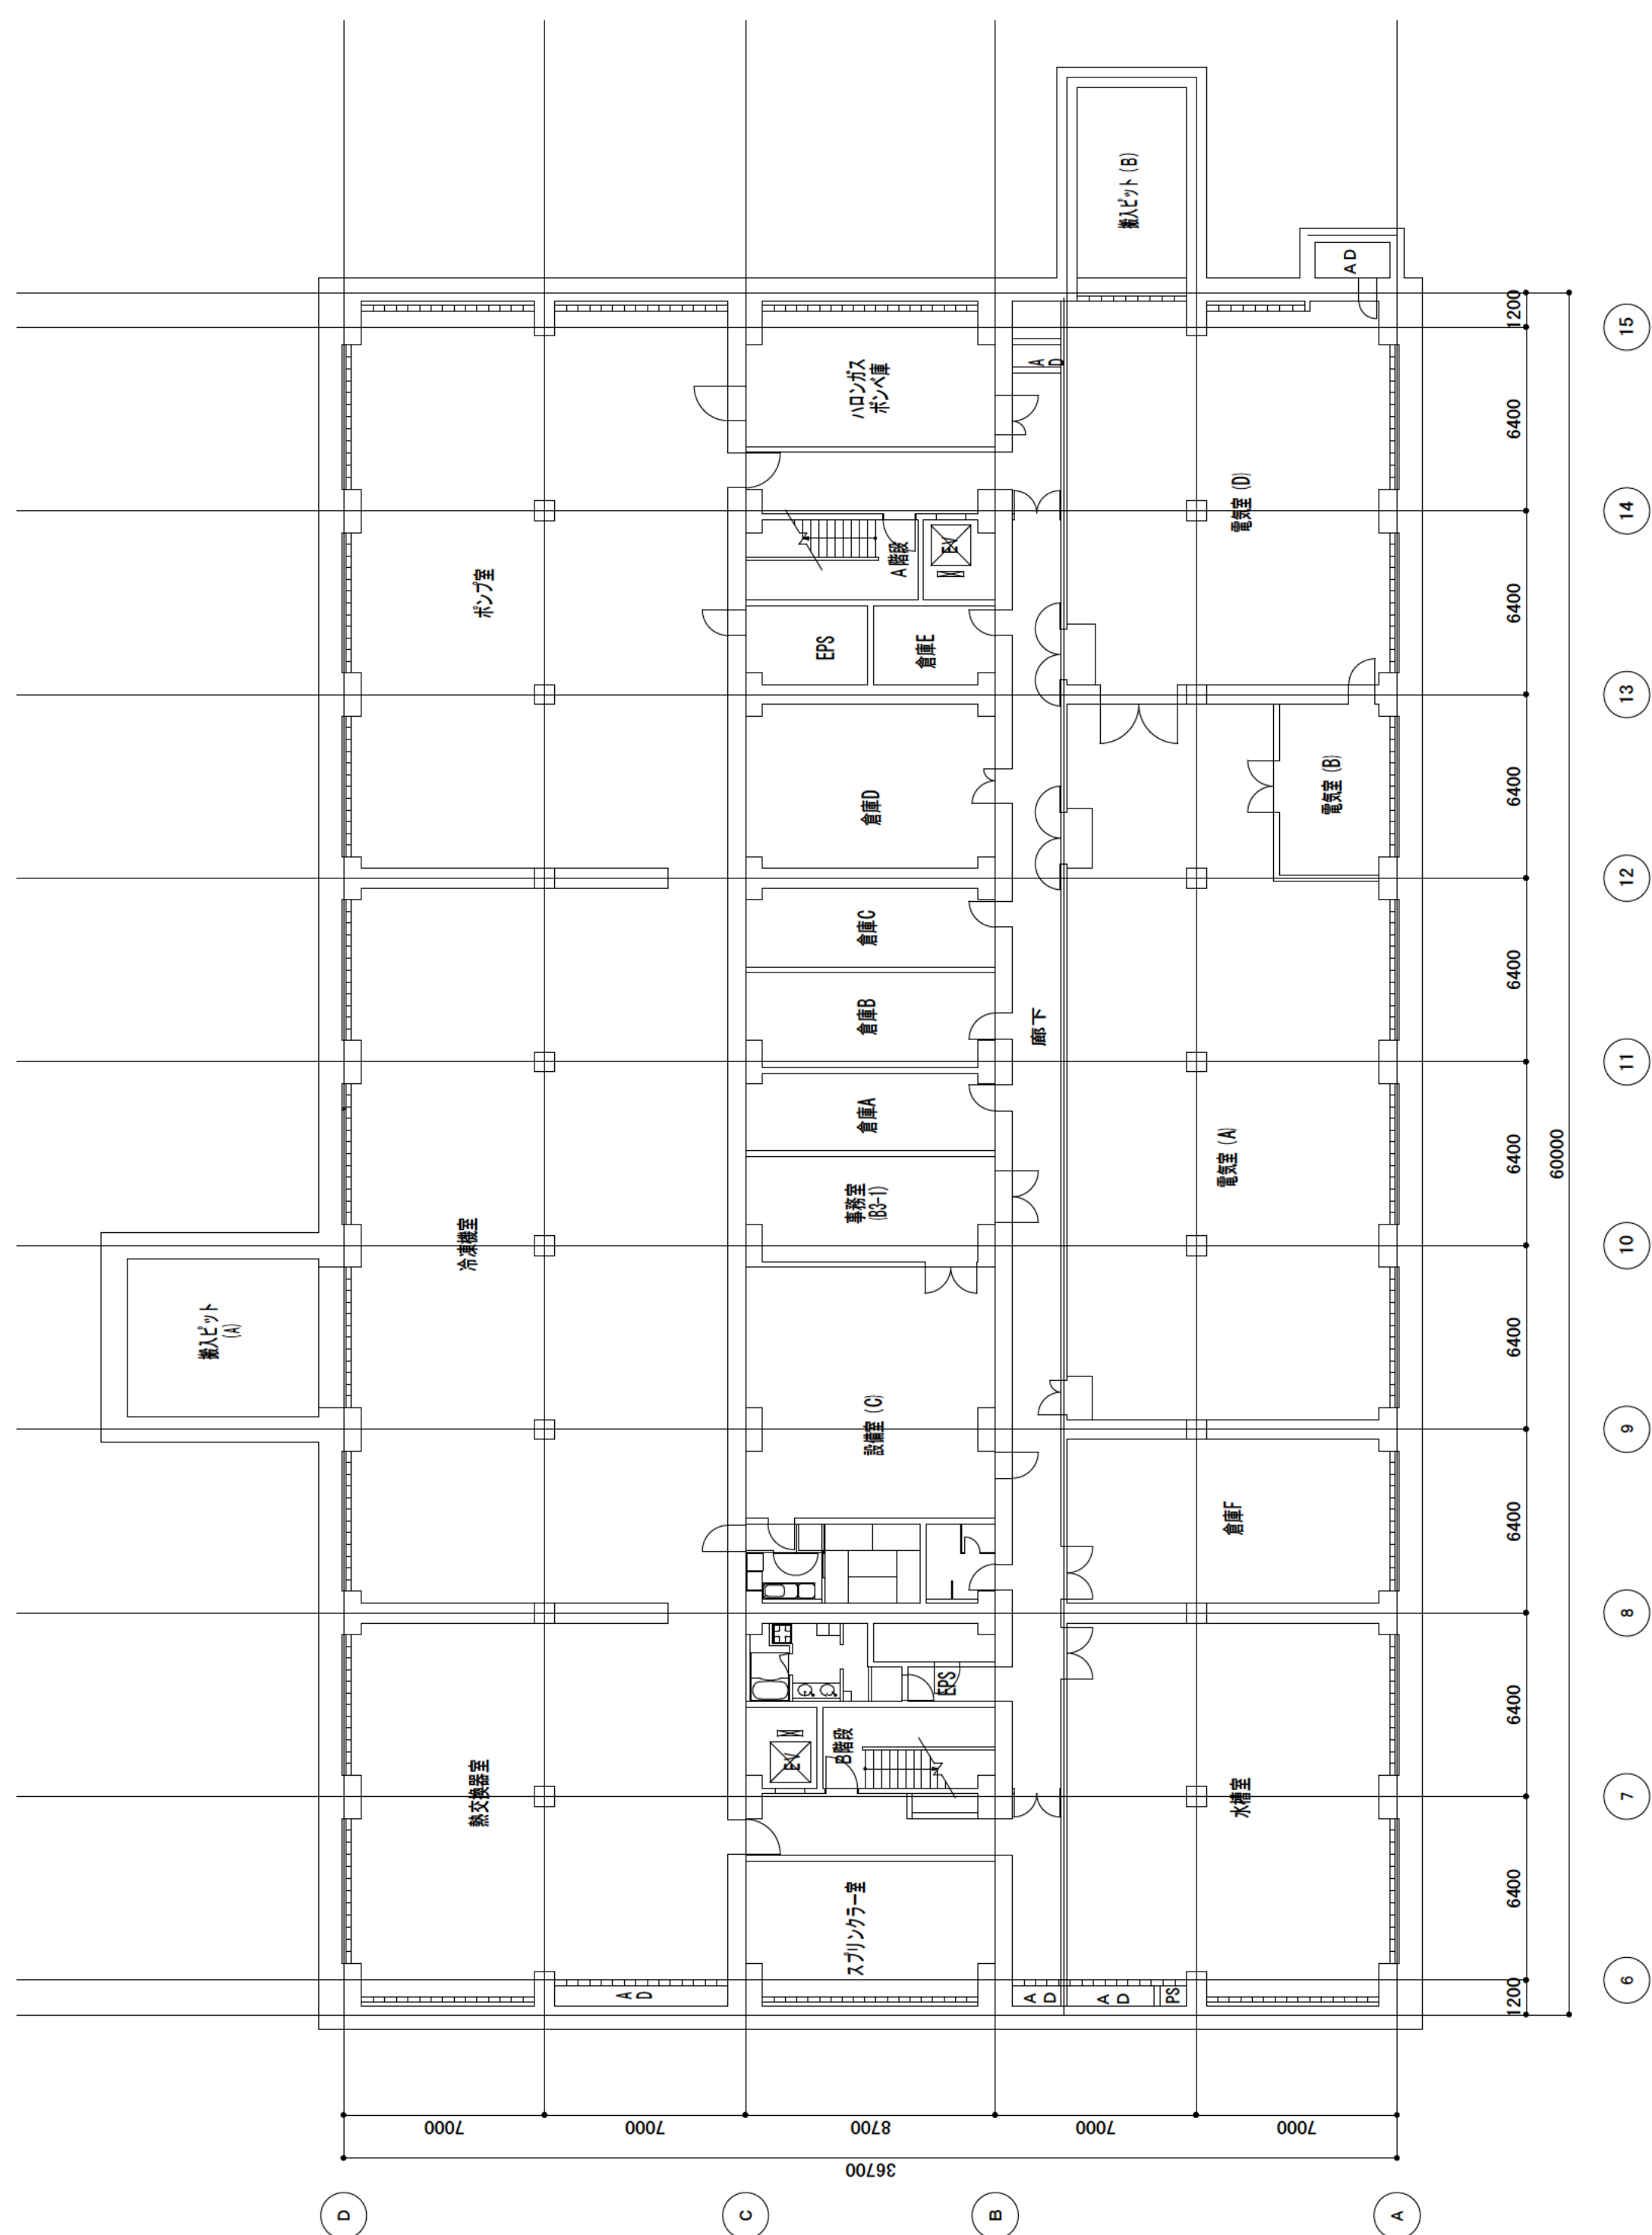 搬入ピット (B)
AD
ハロンガス
ボンベ庫
AD
電気室 (D)
A階段
EV
ポンプ室
EPS
倉庫E
電気室 (B)
倉庫D
倉庫C
倉庫B
廊下
倉庫A
電気室 (A)
事務室
(B3-1)
冷凍機室
搬入ピット
(A)
設備室 (C)
倉庫F
EPS
B階段
EV
熱交換器室
水槽室
スプリンクラー室
AD
AD
AD
PS
1200
6400
6400
6400
6400
6400
6400
6400
6400
6400
1200
60000
15
14
13
12
11
10
9
8
7
6
7000
7000
8700
7000
7000
36700
D
C
B
A